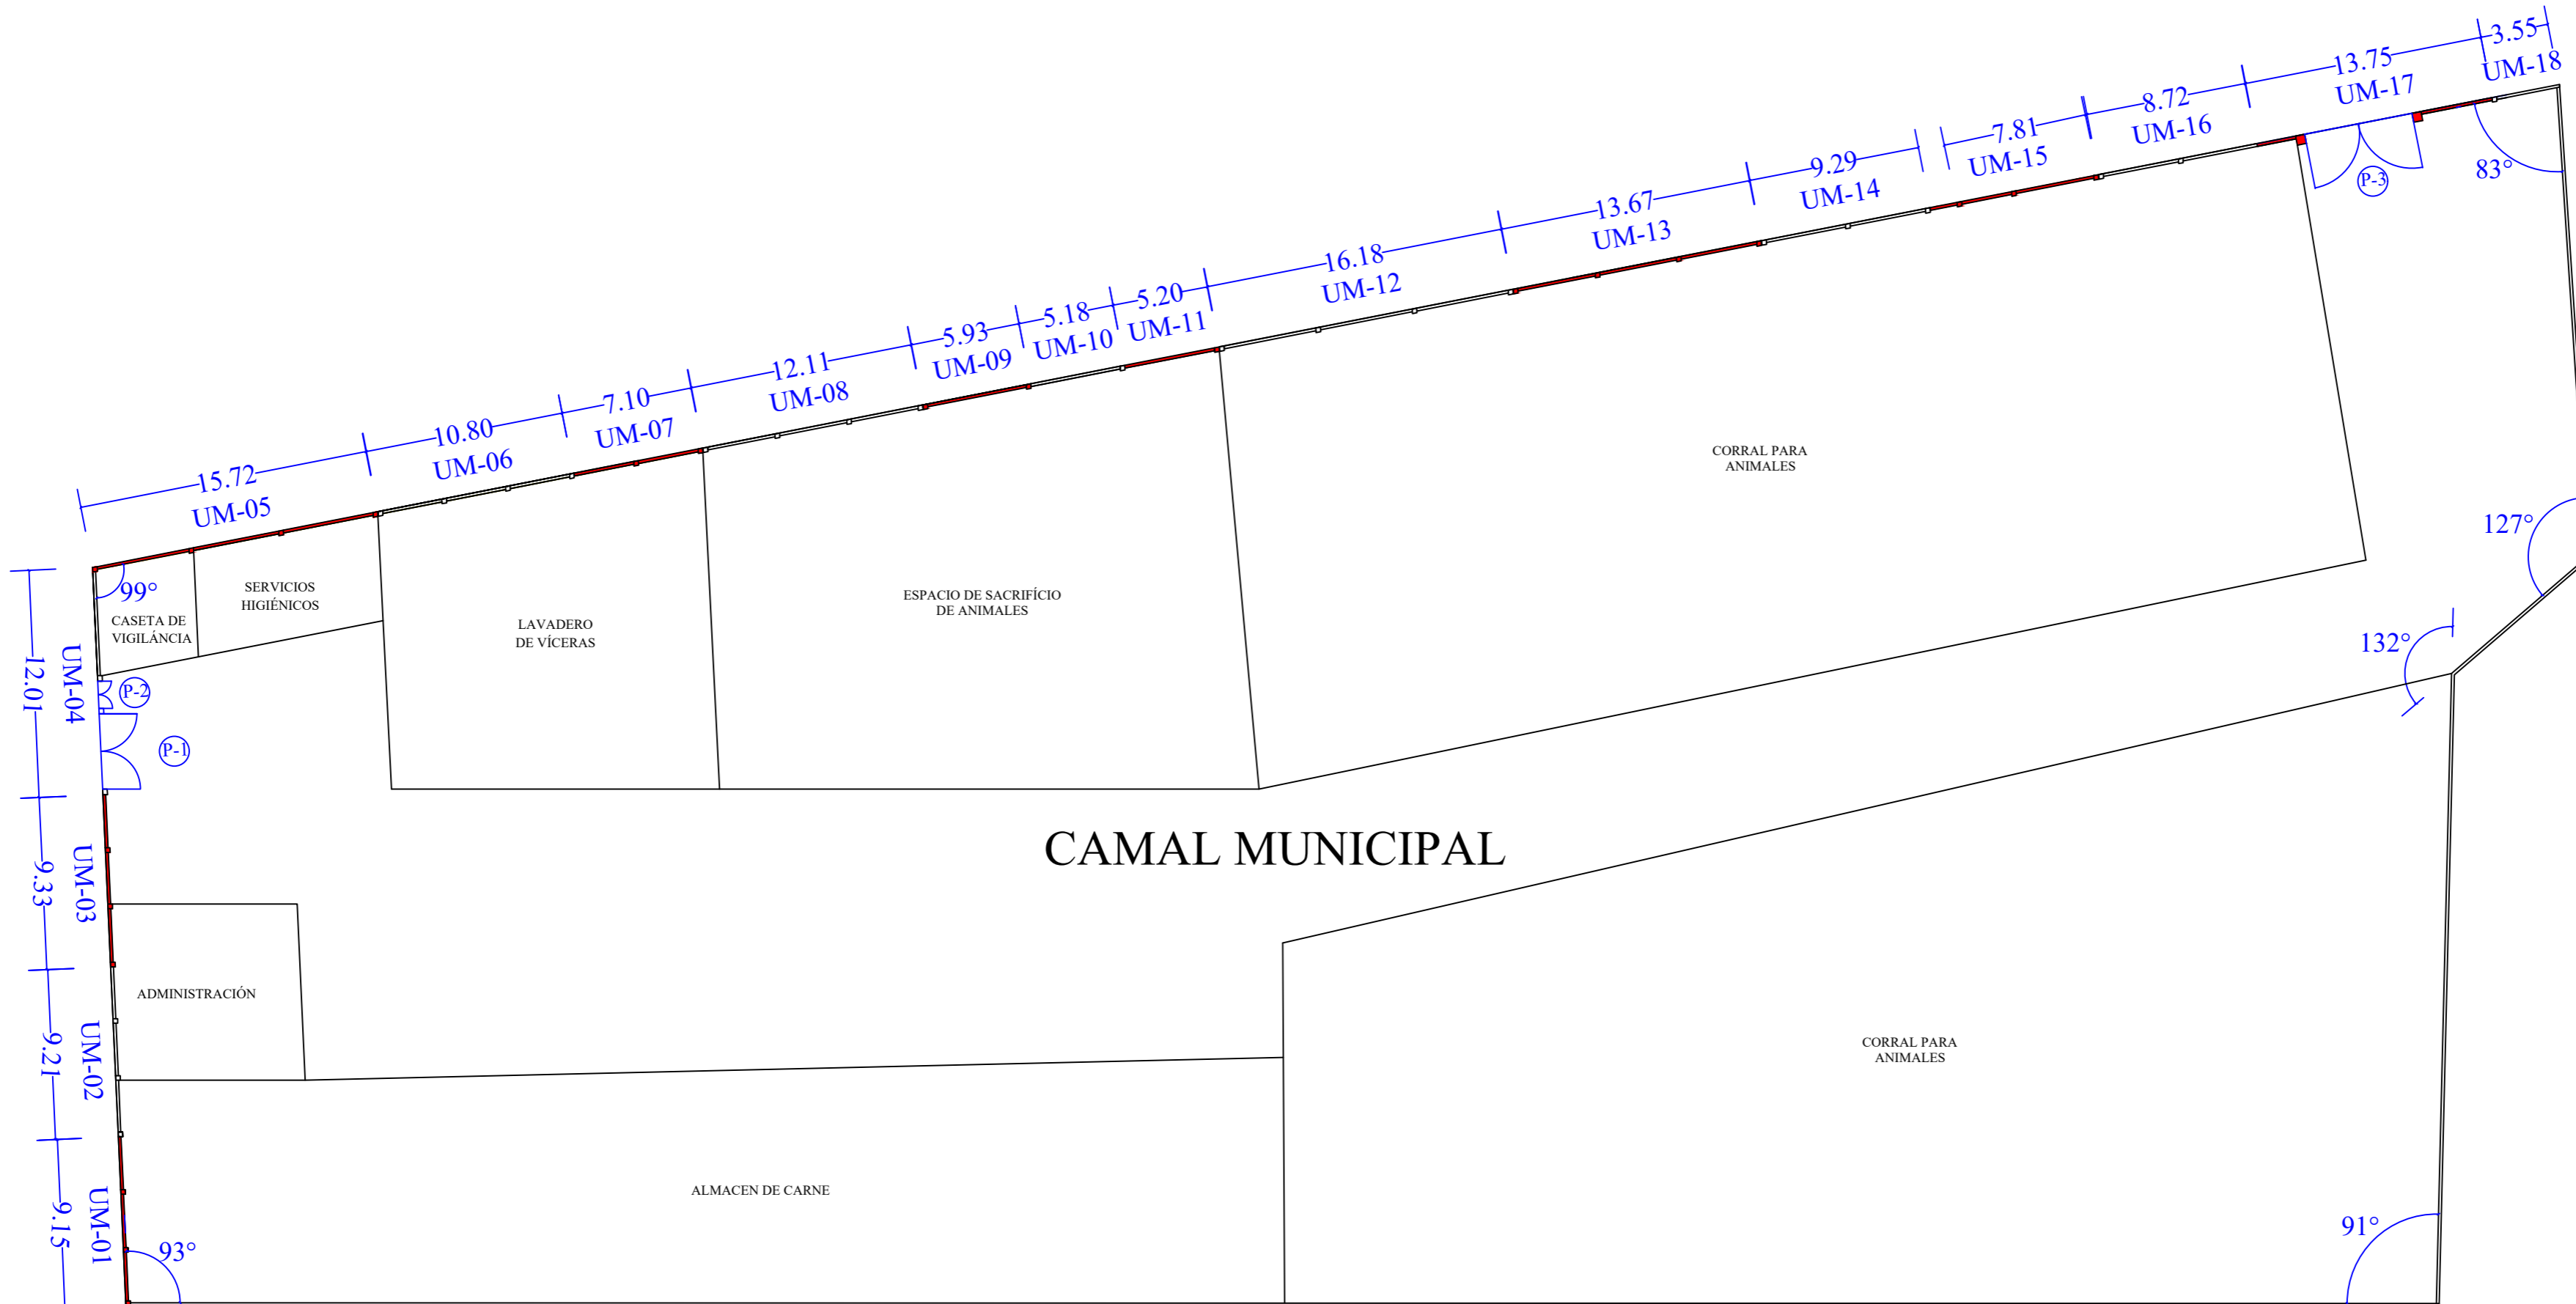 3.55
UM-18
13.75
UM-17
8.72
UM-16
7.81
UM-15
9.29
UM-14
13.67
UM-13
16.18
UM-12
5.20
UM-11
5.18
UM-10
5.93
UM-09
12.11
UM-08
7.10
UM-07
10.80
UM-06
15.72
UM-05
83°
P-3
CORRAL PARA
ANIMALES
127°
99°
CASETA DE
VIGILÁNCIA
SERVICIOS
HIGIÉNICOS
LAVADERO
DE VÍCERAS
ESPACIO DE SACRIFÍCIO
DE ANIMALES
132°
UM-04
12.01
P-2
P-1
CAMAL MUNICIPAL
UM-03
9.33
ADMINISTRACIÓN
UM-02
9.21
CORRAL PARA
ANIMALES
ALMACEN DE CARNE
UM-01
9.15
93°
91°